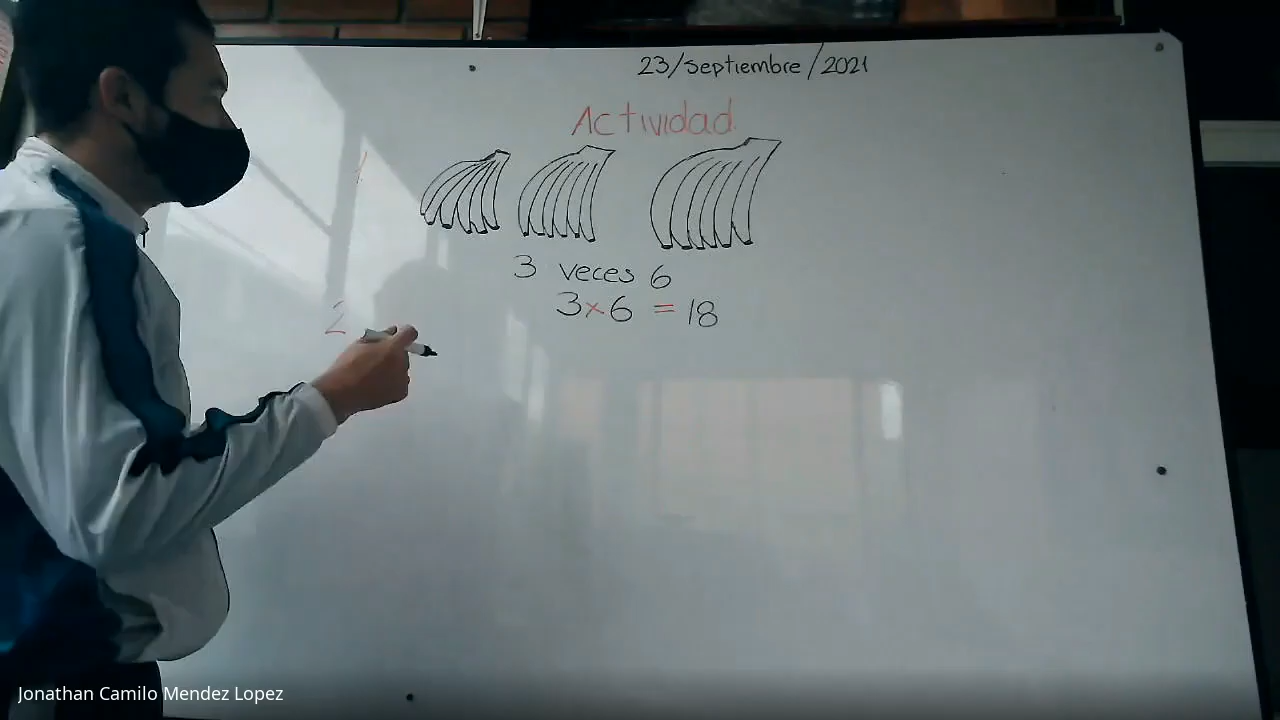 23/septiembre/2021
Actividad.
1
3 veces 6
3x6 = 18
2
Jonathan Camilo Mendez Lopez